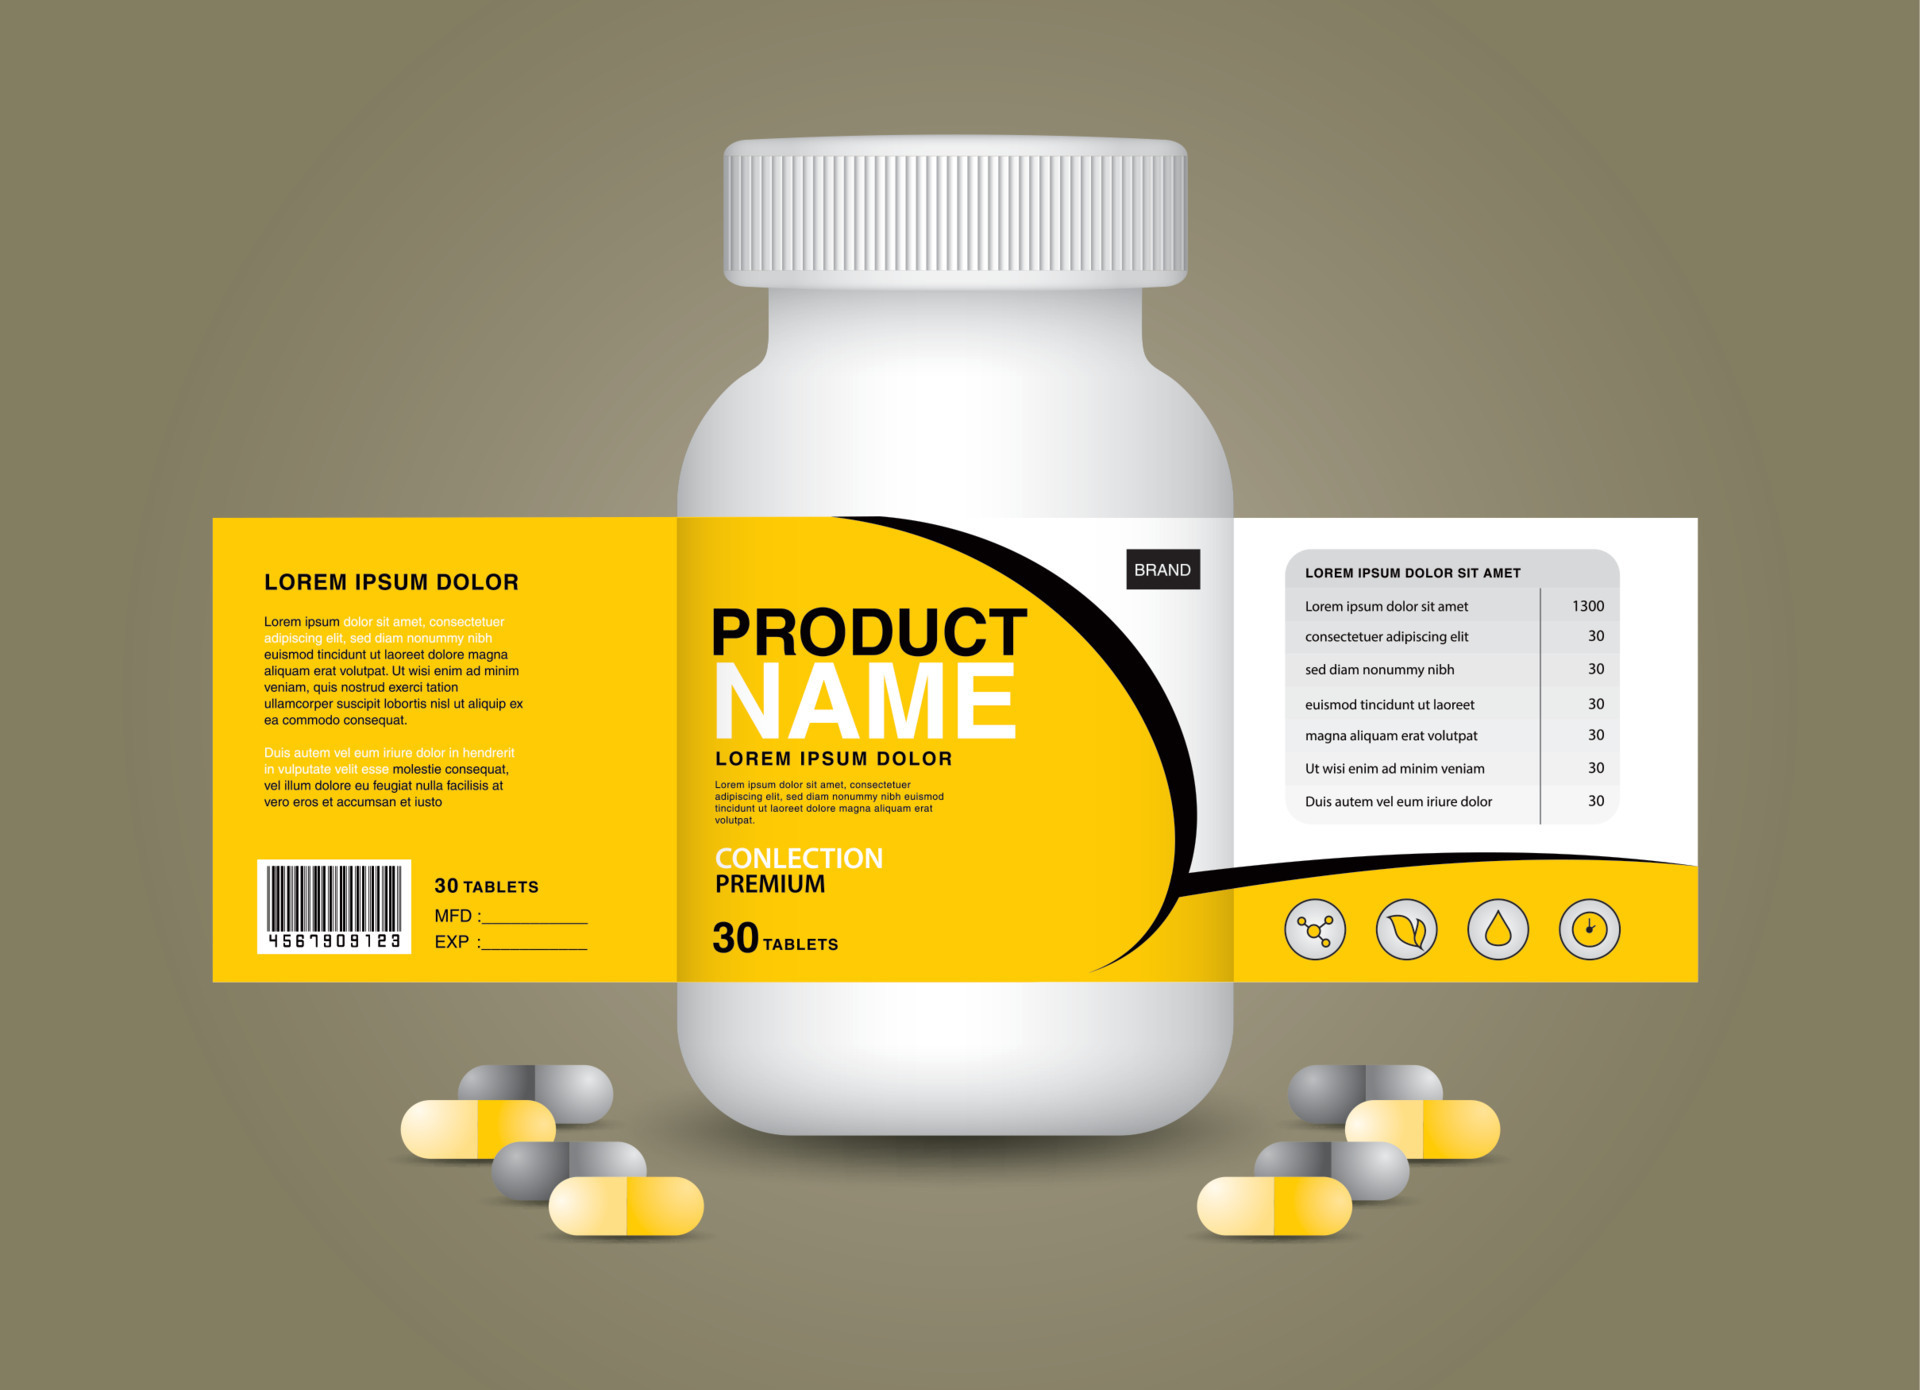 LOREM IPSUM DOLOR
Lorem ipsum dolor sit amet, consectetuer
adipiscing elit, sed diam nonummy nibh
euismod tincidunt ut laoreet dolore magna
aliquam erat volutpat. Ut wisi enim ad minim
veniam, quis nostrud exerci tation
ullamcorper suscipit lobortis nisl ut aliquip ex
ea commodo consequat.
Duis autem vel eum iriure dolor in hendrerit
in vulputate velit esse molestie consequat,
vel illum dolore eu feugiat nulla facilisis at
vero eros et accumsan et iusto
4567909123
30 TABLETS
MFD :____________
EXP :____________
BRAND
PRODUCT
NAME
LOREM IPSUM DOLOR
Lorem ipsum dolor sit amet, consectetuer
adipiscing elit, sed diam nonummy nibh euismod
tincidunt ut laoreet dolore magna aliquam erat
volutpat.
CONLECTION
PREMIUM
30 TABLETS
LOREM IPSUM DOLOR SIT AMET
Lorem ipsum dolor sit amet 1300
consectetuer adipiscing elit 30
sed diam nonummy nibh 30
euismod tincidunt ut laoreet 30
magna aliquam erat volutpat 30
Ut wisi enim ad minim veniam 30
Duis autem vel eum iriure dolor 30